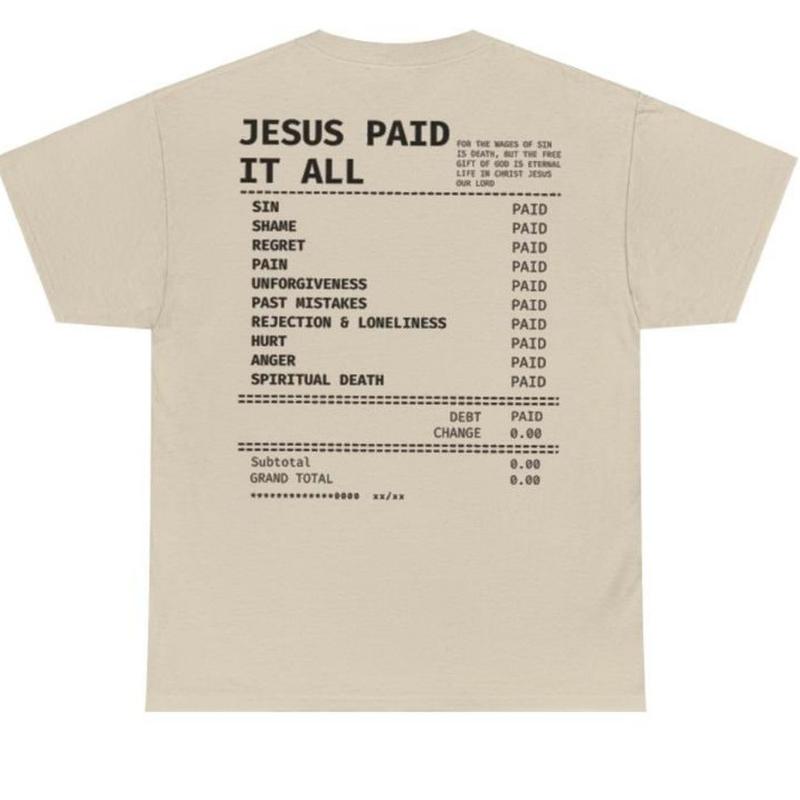 JESUS PAID
IT ALL
FOR THE WAGES OF SIN
IS DEATH, BUT THE FREE
GIFT OF GOD IS ETERNAL
LIFE IN CHRIST JESUS
OUR LORD
SIN PAID
SHAME PAID
REGRET PAID
PAIN PAID
UNFORGIVENESS PAID
PAST MISTAKES PAID
REJECTION & LONELINESS PAID
HURT PAID
ANGER PAID
SPIRITUAL DEATH PAID
DEBT PAID
CHANGE 0.00
Subtotal 0.00
GRAND TOTAL 0.00
*************0000 xx/xx